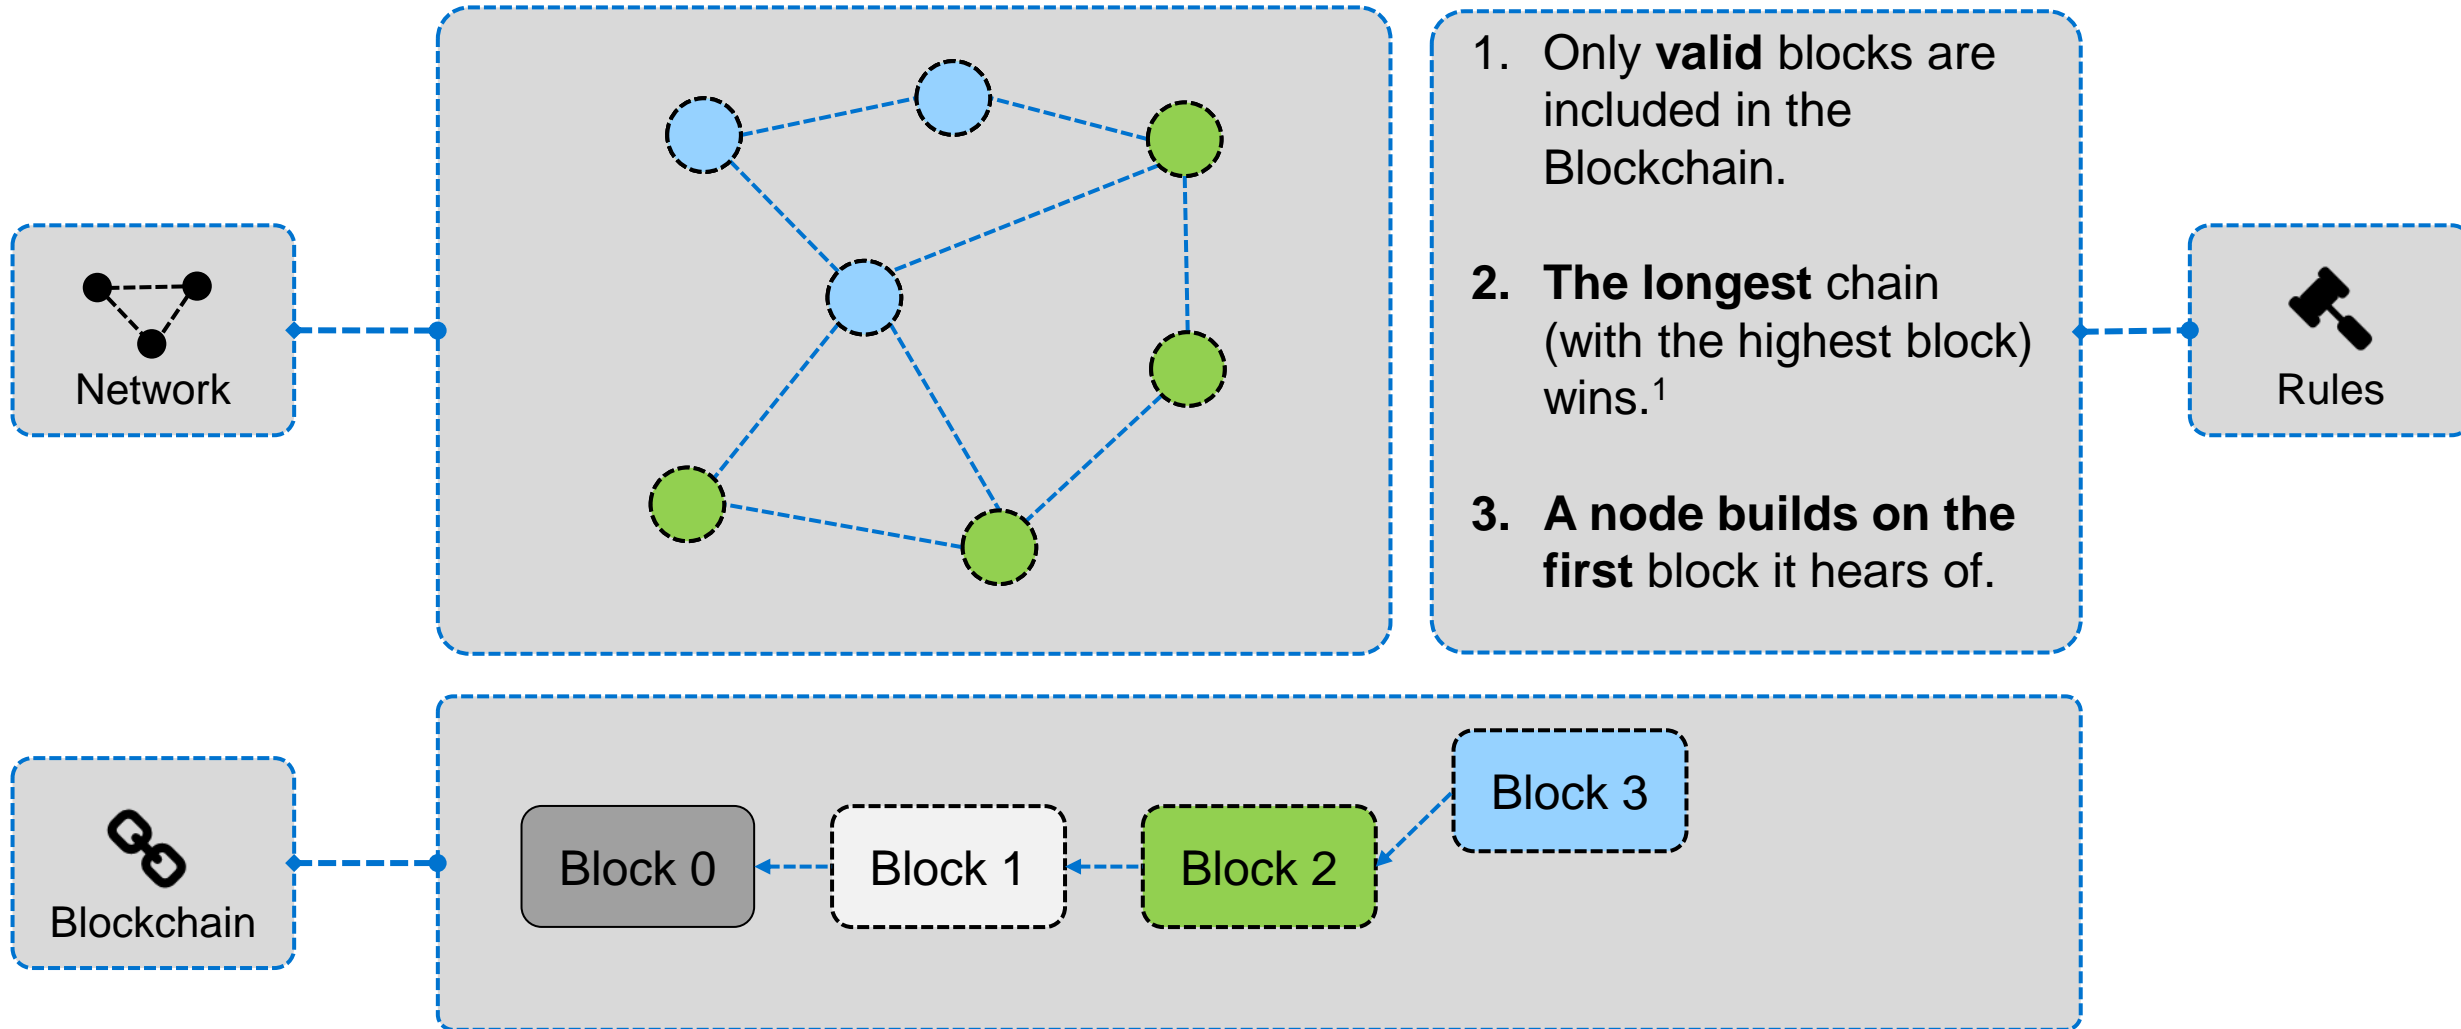 Network
1. Only valid blocks are
included in the
Blockchain.
2. The longest chain
(with the highest block)
wins.¹
3. A node builds on the
first block it hears of.
Rules
Blockchain
Block 0
Block 1
Block 2
Block 3